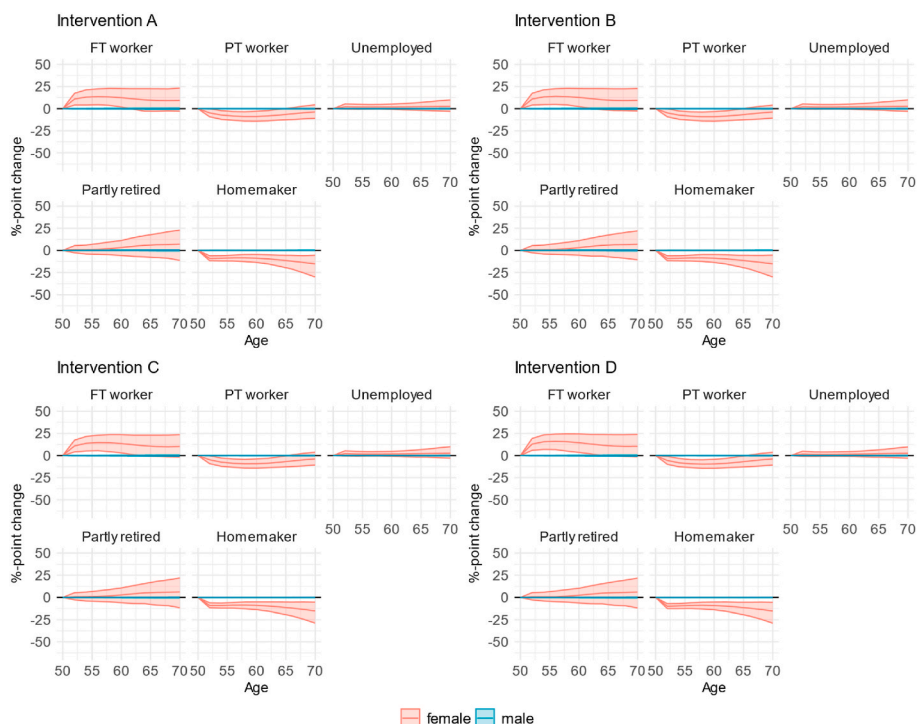 Intervention A
FT worker PT worker Unemployed
50
25
0
-25
-50
50 55 60 65 70
Partly retired Homemaker
50
25
0
-25
-50
50 55 60 65 70 50 55 60 65 70
%-point change
Age
Intervention B
FT worker PT worker Unemployed
50
25
0
-25
-50
50 55 60 65 70
Partly retired Homemaker
50
25
0
-25
-50
50 55 60 65 70 50 55 60 65 70
%-point change
Age
Intervention C
FT worker PT worker Unemployed
50
25
0
-25
-50
50 55 60 65 70
Partly retired Homemaker
50
25
0
-25
-50
50 55 60 65 70 50 55 60 65 70
%-point change
Age
Intervention D
FT worker PT worker Unemployed
50
25
0
-25
-50
50 55 60 65 70
Partly retired Homemaker
50
25
0
-25
-50
50 55 60 65 70 50 55 60 65 70
%-point change
Age
female male